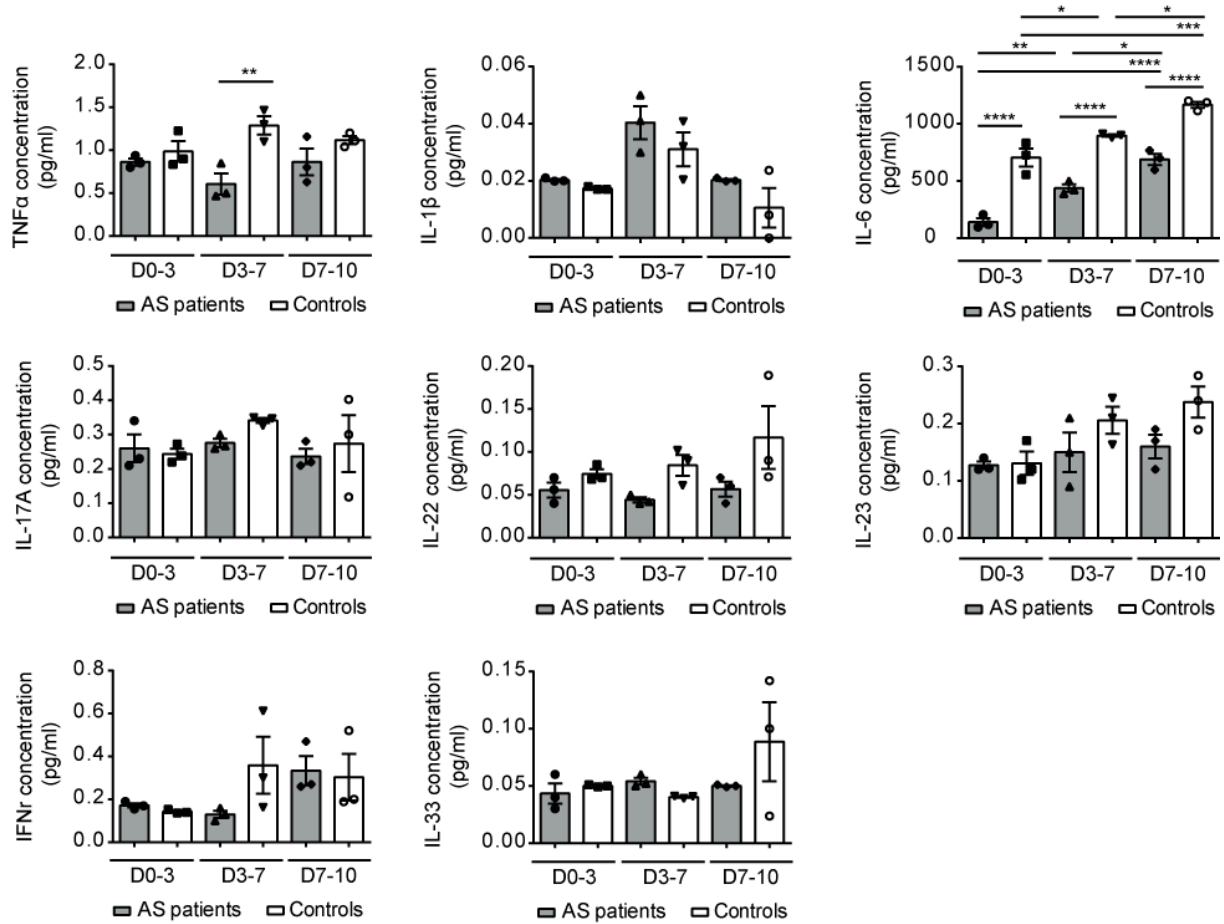 TNFα concentration
(pg/ml)
2.0
1.5
1.0
0.5
0.0
**
D0-3 D3-7 D7-10
AS patients Controls
IL-1β concentration
(pg/ml)
0.06
0.04
0.02
0.00
D0-3 D3-7 D7-10
AS patients Controls
IL-6 concentration
(pg/ml)
* *
***
** *
****
****
**** ****
1500
1000
500
0
D0-3 D3-7 D7-10
AS patients Controls
IL-17A concentration
(pg/ml)
0.5
0.4
0.3
0.2
0.1
0.0
D0-3 D3-7 D7-10
AS patients Controls
IL-22 concentration
(pg/ml)
0.20
0.15
0.10
0.05
0.00
D0-3 D3-7 D7-10
AS patients Controls
IL-23 concentration
(pg/ml)
0.3
0.2
0.1
0.0
D0-3 D3-7 D7-10
AS patients Controls
IFNr concentration
(pg/ml)
0.8
0.6
0.4
0.2
0.0
D0-3 D3-7 D7-10
AS patients Controls
IL-33 concentration
(pg/ml)
0.15
0.10
0.05
0.00
D0-3 D3-7 D7-10
AS patients Controls